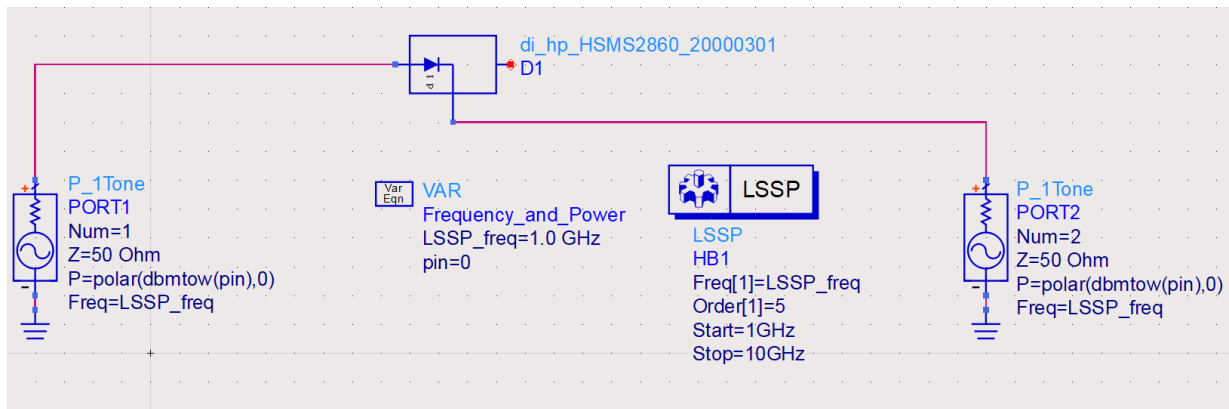 di_hp_HSMS2860_20000301
D1
d 1
P_1Tone
PORT1
Num=1
Z=50 Ohm
P=polar(dbmtow(pin),0)
Freq=LSSP_freq
Var
Eqn
VAR
Frequency_and_Power
LSSP_freq=1.0 GHz
pin=0
LSSP
LSSP
HB1
Freq[1]=LSSP_freq
Order[1]=5
Start=1GHz
Stop=10GHz
P_1Tone
PORT2
Num=2
Z=50 Ohm
P=polar(dbmtow(pin),0)
Freq=LSSP_freq